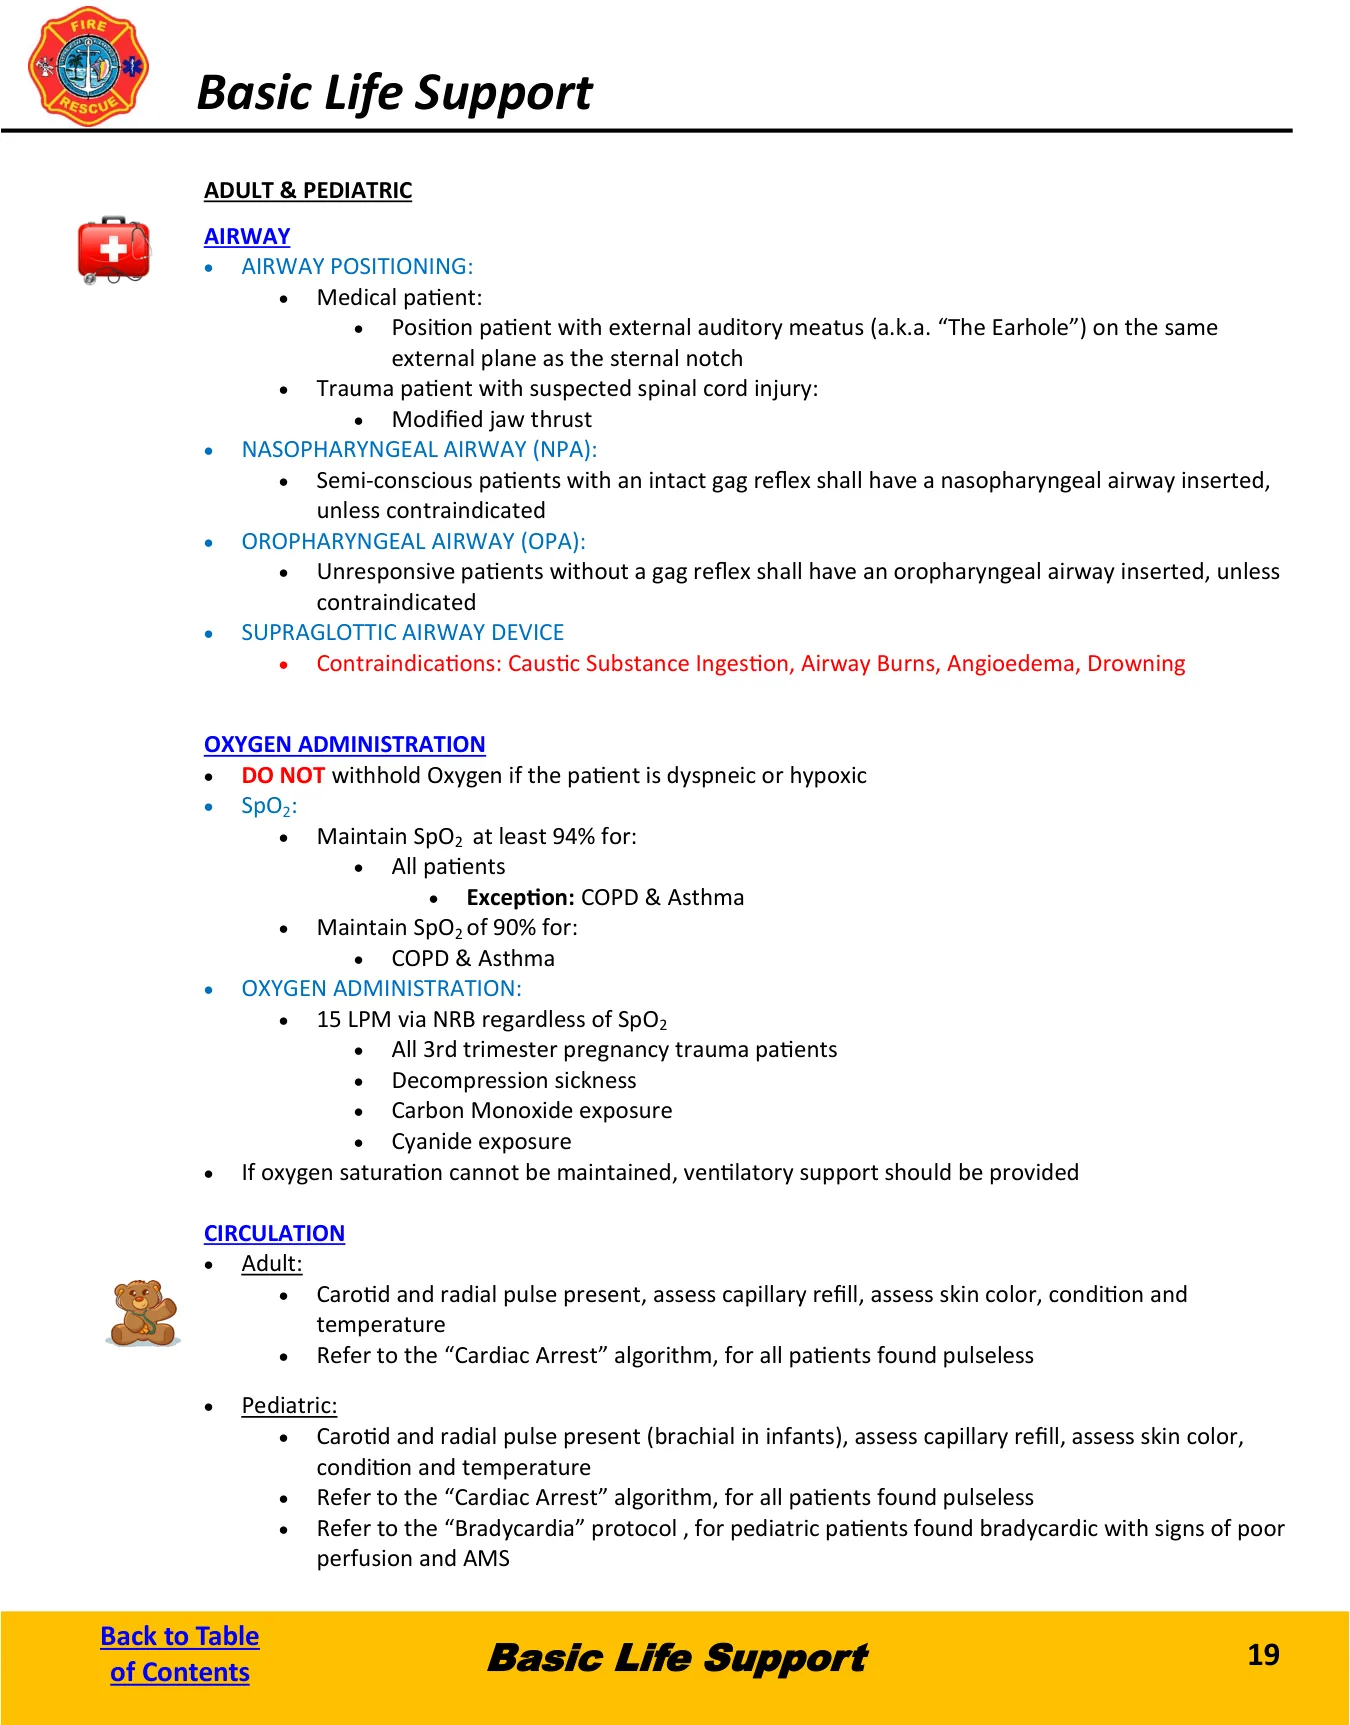 FIRE
RESCUE
Basic Life Support
ADULT & PEDIATRIC
AIRWAY
• AIRWAY POSITIONING:
• Medical patient:
• Position patient with external auditory meatus (a.k.a. “The Earhole”) on the same
external plane as the sternal notch
• Trauma patient with suspected spinal cord injury:
• Modified jaw thrust
• NASOPHARYNGEAL AIRWAY (NPA):
• Semi-conscious patients with an intact gag reflex shall have a nasopharyngeal airway inserted,
unless contraindicated
• OROPHARYNGEAL AIRWAY (OPA):
• Unresponsive patients without a gag reflex shall have an oropharyngeal airway inserted, unless
contraindicated
• SUPRAGLOTTIC AIRWAY DEVICE
• Contraindications: Caustic Substance Ingestion, Airway Burns, Angioedema, Drowning
OXYGEN ADMINISTRATION
• DO NOT withhold Oxygen if the patient is dyspneic or hypoxic
• SpO₂:
• Maintain SpO₂ at least 94% for:
• All patients
• Exception: COPD & Asthma
• Maintain SpO₂ of 90% for:
• COPD & Asthma
• OXYGEN ADMINISTRATION:
• 15 LPM via NRB regardless of SpO₂
• All 3rd trimester pregnancy trauma patients
• Decompression sickness
• Carbon Monoxide exposure
• Cyanide exposure
• If oxygen saturation cannot be maintained, ventilatory support should be provided
CIRCULATION
• Adult:
• Carotid and radial pulse present, assess capillary refill, assess skin color, condition and
temperature
• Refer to the “Cardiac Arrest” algorithm, for all patients found pulseless
• Pediatric:
• Carotid and radial pulse present (brachial in infants), assess capillary refill, assess skin color,
condition and temperature
• Refer to the “Cardiac Arrest” algorithm, for all patients found pulseless
• Refer to the “Bradycardia” protocol , for pediatric patients found bradycardic with signs of poor
perfusion and AMS
Back to Table
of Contents
Basic Life Support
19